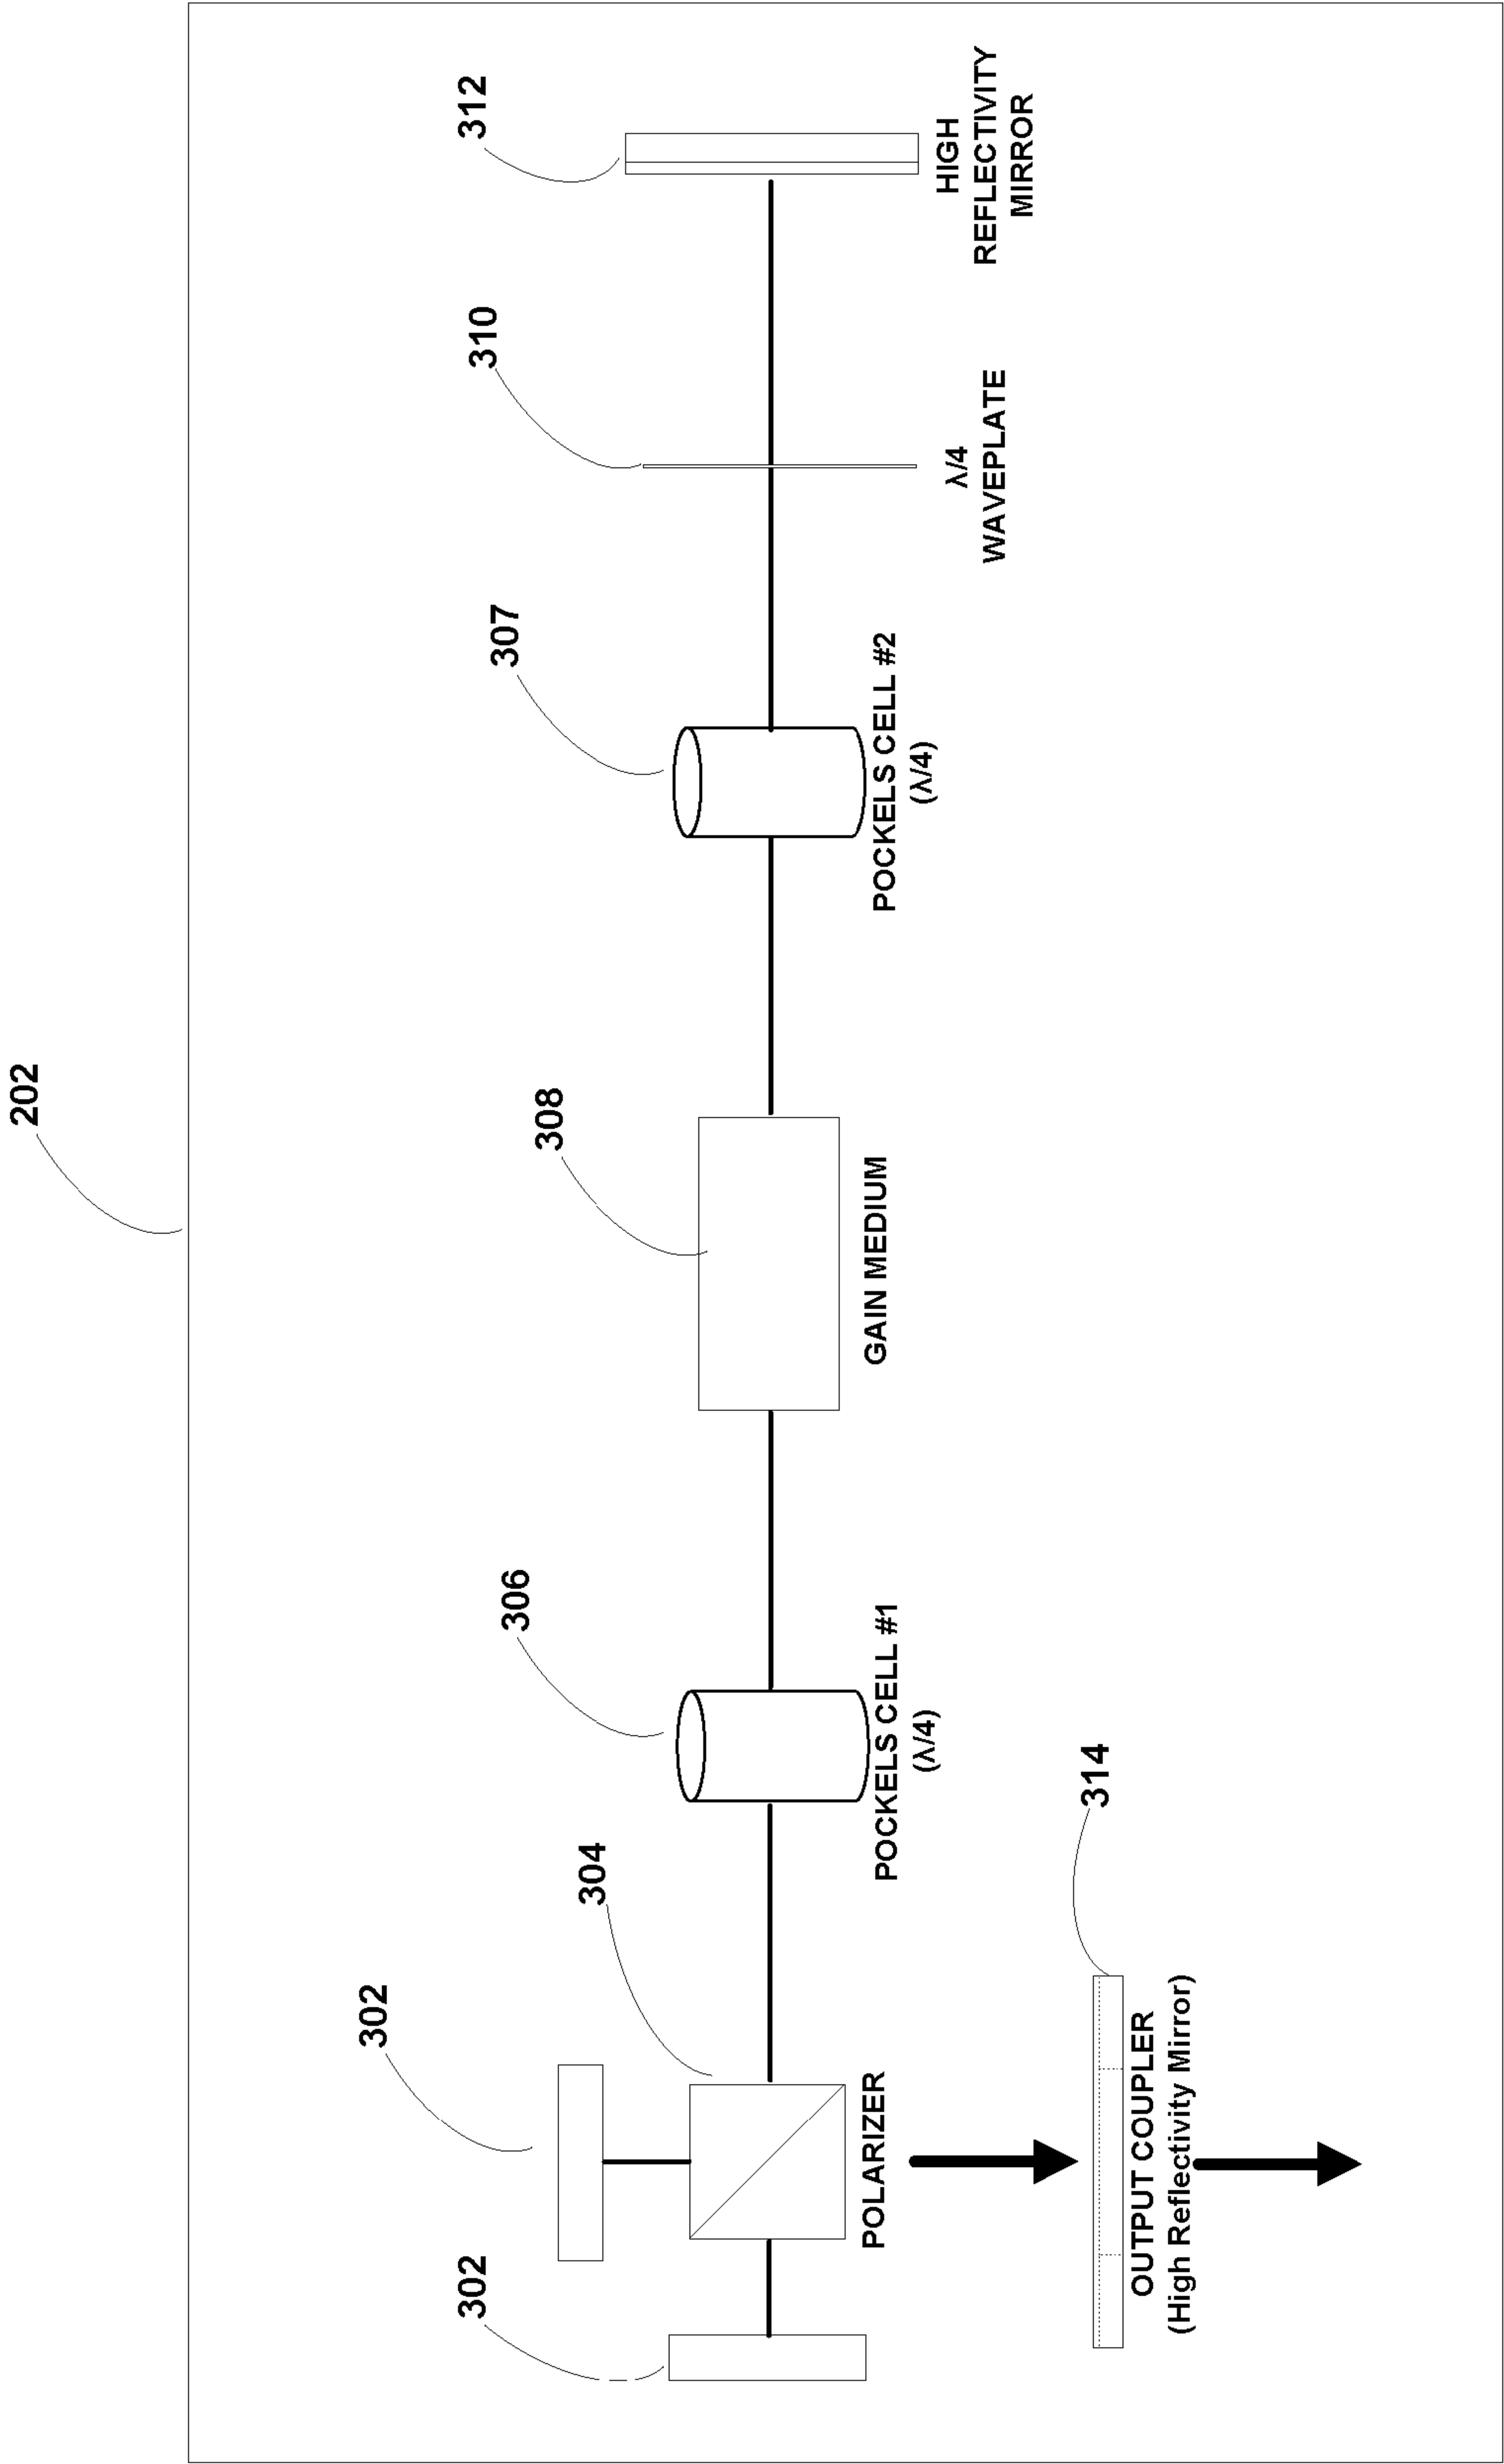 202
312
310
307
308
306
304
302
302
314
HIGH
REFLECTIVITY
MIRROR
λ/4
WAVEPLATE
POCKELS CELL #2
(λ/4)
GAIN MEDIUM
POCKELS CELL #1
(λ/4)
POLARIZER
OUTPUT COUPLER
(High Reflectivity Mirror)